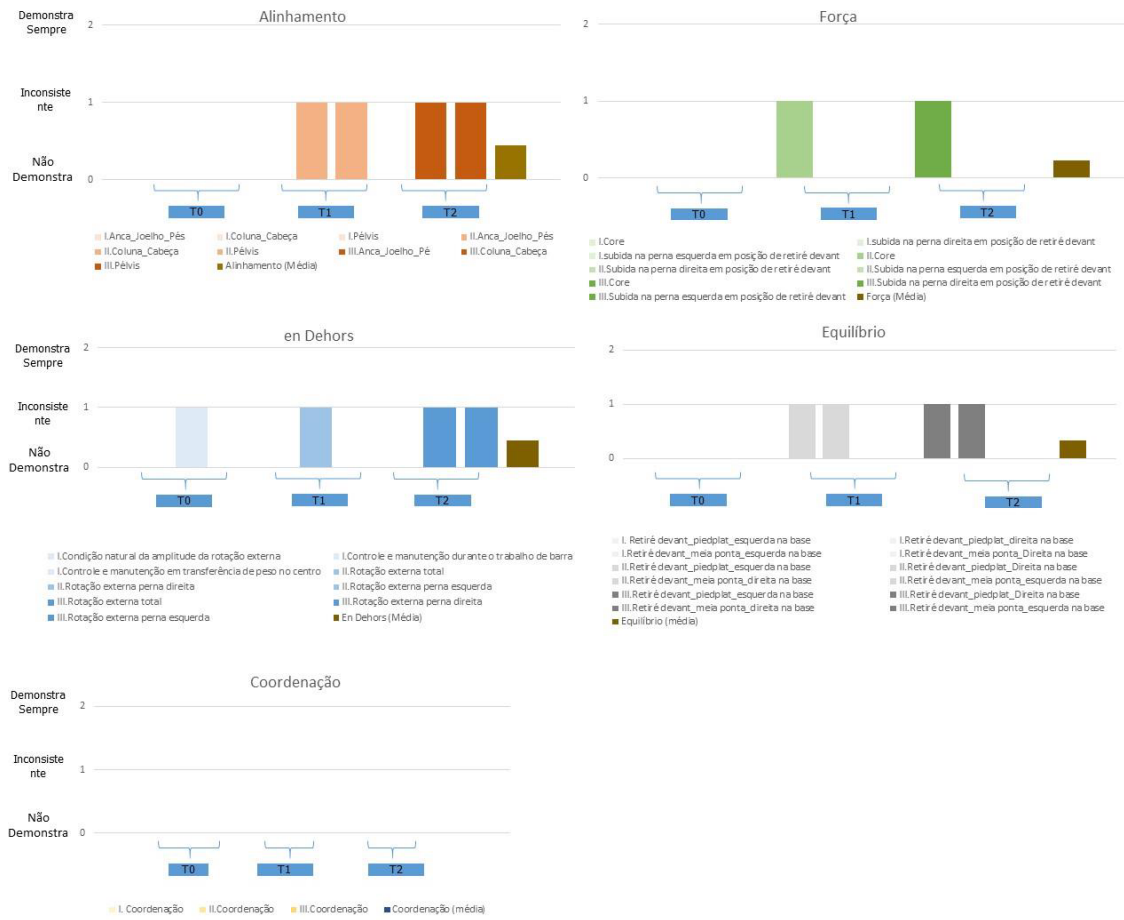 Alinhamento
Demonstra
Sempre
2
Inconsiste
nte
1
Não
Demonstra
0
T0
T1
T2
I.Anca_Joelho_Pés
I.Coluna_Cabeça
I.Pélvis
II.Anca_Joelho_Pés
II.Coluna_Cabeça
II.Pélvis
III.Anca_Joelho_Pé
III.Coluna_Cabeça
III.Pélvis
Alinhamento (Média)
Força
2
1
0
T0
T1
T2
I.Core
I.subida na perna direita em posição de retiré devant
I.subida na perna esquerda em posição de retiré devant
II.Core
II.Subida na perna direita em posição de retiré devant
II.Subida na perna esquerda em posição de retiré devant
III.Core
III.Subida na perna direita em posição de retiré devant
III.Subida na perna esquerda em posição de retiré devant
Força (Média)
en Dehors
Demonstra
Sempre
2
Inconsiste
nte
1
Não
Demonstra
0
T0
T1
T2
I.Condição natural da amplitude da rotação externa
I.Controle e manutenção durante o trabalho de barra
I.Controle e manutenção em transferência de peso no centro
II.Rotação externa total
II.Rotação externa perna direita
II.Rotação externa perna esquerda
III.Rotação externa total
III.Rotação externa perna direita
III.Rotação externa perna esquerda
En Dehors (Média)
Equilíbrio
2
1
0
T0
T1
T2
I. Retiré devant_piedplat_esquerda na base
I.Retiré devant_piedplat_direita na base
I.Retiré devant_meia ponta_esquerda na base
I.Retiré devant_meia ponta_Direita na base
II.Retiré devant_piedplat_esquerda na base
II.Retiré devant_piedplat_Direita na base
II.Retiré devant_meia ponta_direita na base
II.Retiré devant_meia ponta_esquerda na base
III.Retiré devant_piedplat_esquerda na base
III.Retiré devant_piedplat_Direita na base
III.Retiré devant_meia ponta_direita na base
III.Retiré devant_meia ponta_esquerda na base
Equilíbrio (média)
Coordenação
Demonstra
Sempre
2
Inconsiste
nte
1
Não
Demonstra
0
T0
T1
T2
I. Coordenação
II.Coordenação
III.Coordenação
Coordenação (média)